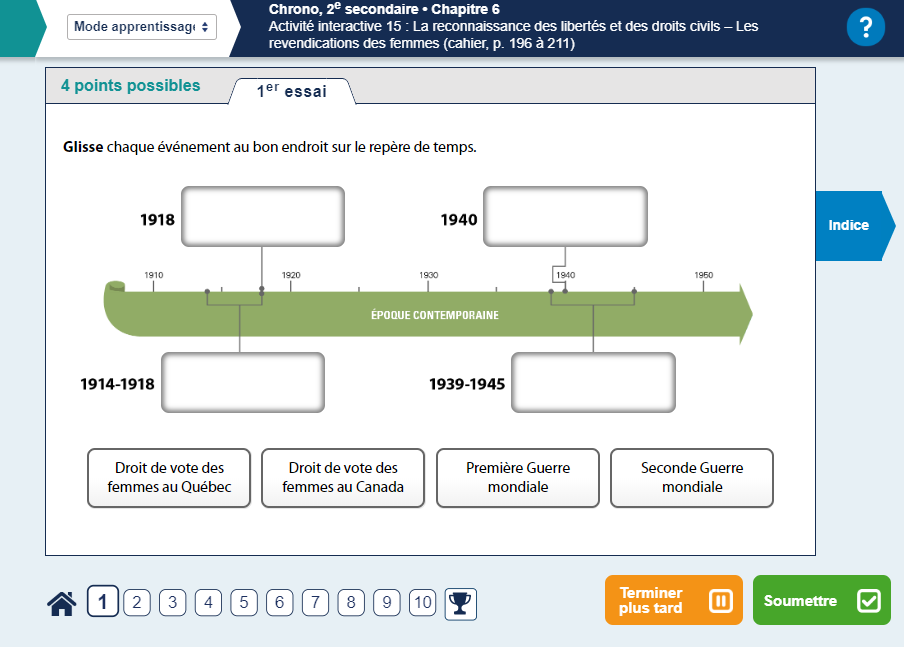 Mode apprentissag
Chrono, 2e secondaire • Chapitre 6
Activité interactive 15 : La reconnaissance des libertés et des droits civils – Les
revendications des femmes (cahier, p. 196 à 211)
?
4 points possibles
1er essai
Glisse chaque événement au bon endroit sur le repère de temps.
Indice
1918
1940
1910 1920 1930 1940 1950
ÉPOQUE CONTEMPORAINE
1914-1918
1939-1945
Droit de vote des
femmes au Québec
Droit de vote des
femmes au Canada
Première Guerre
mondiale
Seconde Guerre
mondiale
1 2 3 4 5 6 7 8 9 10
Terminer
plus tard
Soumettre